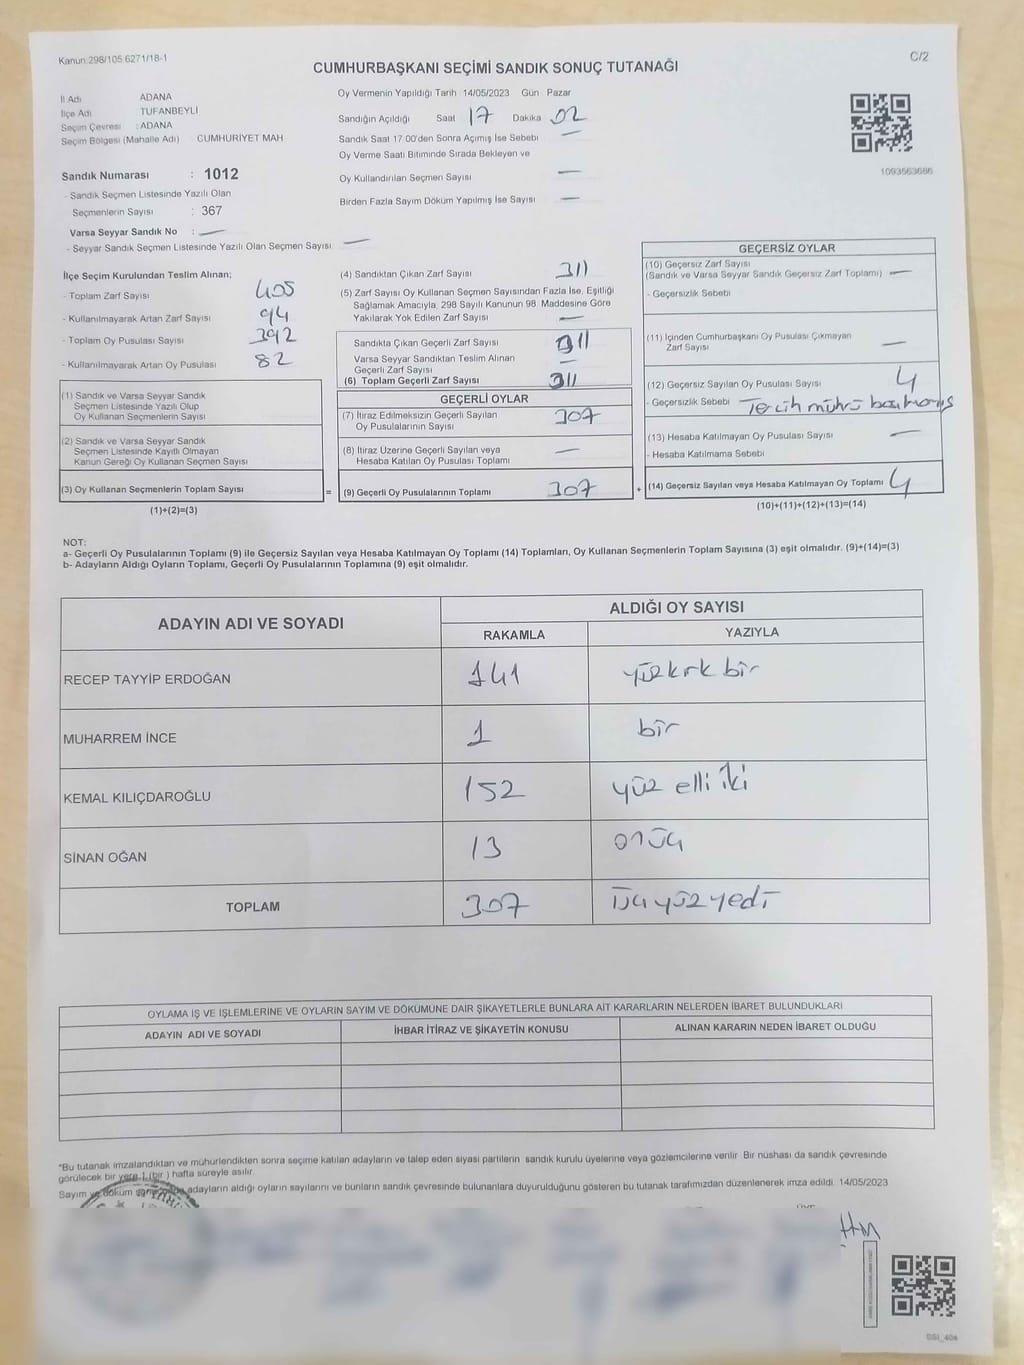 Kanun:298/105 6271/18-1
C/2
CUMHURBAŞKANI SEÇİMİ SANDIK SONUÇ TUTANAĞI
İl Adı ADANA
İlçe Adı TUFANBEYLİ
Seçim Çevresi : ADANA
Seçim Bölgesi (Mahalle Adı) CUMHURİYET MAH
Sandık Numarası : 1012
- Sandık Seçmen Listesinde Yazılı Olan
Seçmenlerin Sayısı : 367
Varsa Seyyar Sandık No : —
- Seyyar Sandık Seçmen Listesinde Yazılı Olan Seçmen Sayısı —
Oy Vermenin Yapıldığı Tarih 14/05/2023 Gün Pazar
Sandığın Açıldığı Saat 17 Dakika 02
Sandık Saat 17 00'den Sonra Açımış İse Sebebi —
Oy Verme Saati Bitiminde Sırada Bekleyen ve
Oy Kullandırılan Seçmen Sayısı —
Birden Fazla Sayım Döküm Yapılmış İse Sayısı —
1093563686
İlçe Seçim Kurulundan Teslim Alınan;
- Toplam Zarf Sayısı 405
- Kullanılmayarak Artan Zarf Sayısı 94
- Toplam Oy Pusulası Sayısı 392
- Kullanılmayarak Artan Oy Pusulası 82
(1) Sandık ve Varsa Seyyar Sandık
Seçmen Listesinde Yazılı Olup
Oy Kullanan Seçmenlerin Sayısı
(2) Sandık ve Varsa Seyyar Sandık
Seçmen Listesinde Kayıtlı Olmayan
Kanun Gereği Oy Kullanan Seçmen Sayısı
(3) Oy Kullanan Seçmenlerin Toplam Sayısı
=
(1)+(2)=(3)
(4) Sandıktan Çıkan Zarf Sayısı 311
(5) Zarf Sayısı Oy Kullanan Seçmen Sayısından Fazla İse, Eşitliği
Sağlamak Amacıyla, 298 Sayılı Kanunun 98. Maddesine Göre
Yakılarak Yok Edilen Zarf Sayısı —
Sandıkta Çıkan Geçerli Zarf Sayısı 311
Varsa Seyyar Sandıktan Teslim Alınan
Geçerli Zarf Sayısı —
(6) Toplam Geçerli Zarf Sayısı 311
GEÇERLİ OYLAR
(7) İtiraz Edilmeksizin Geçerli Sayılan
Oy Pusulalarının Sayısı 307
(8) İtiraz Üzerine Geçerli Sayılan veya
Hesaba Katılan Oy Pusulası Toplamı —
(9) Geçerli Oy Pusulalarının Toplamı 307
+
GEÇERSİZ OYLAR
(10) Geçersiz Zarf Sayısı
(Sandık ve Varsa Seyyar Sandık Geçersiz Zarf Toplamı) —
- Geçersizlik Sebebi
(11) İçinden Cumhurbaşkanı Oy Pusulası Çıkmayan
Zarf Sayısı —
(12) Geçersiz Sayılan Oy Pusulası Sayısı 4
- Geçersizlik Sebebi Tercih mührü basılmamış
(13) Hesaba Katılmayan Oy Pusulası Sayısı —
- Hesaba Katılmama Sebebi
(14) Geçersiz Sayılan veya Hesaba Katılmayan Oy Toplamı 4
(10)+(11)+(12)+(13)=(14)
NOT:
a- Geçerli Oy Pusulalarının Toplamı (9) ile Geçersiz Sayılan veya Hesaba Katılmayan Oy Toplamı (14) Toplamları, Oy Kullanan Seçmenlerin Toplam Sayısına (3) eşit olmalıdır. (9)+(14)=(3)
b- Adayların Aldığı Oyların Toplamı, Geçerli Oy Pusulalarının Toplamına (9) eşit olmalıdır.
ADAYIN ADI VE SOYADI ALDIĞI OY SAYISI
RAKAMLA YAZIYLA
RECEP TAYYİP ERDOĞAN 141 yüzkırk bir
MUHARREM İNCE 1 bir
KEMAL KILIÇDAROĞLU 152 yüz elli iki
SİNAN OĞAN 13 onüç
TOPLAM 307 üçyüzyedi
OYLAMA İŞ VE İŞLEMLERİNE VE OYLARIN SAYIM VE DÖKÜMÜNE DAİR ŞİKAYETLERLE BUNLARA AİT KARARLARIN NELERDEN İBARET BULUNDUKLARI
ADAYIN ADI VE SOYADI İHBAR İTİRAZ VE ŞİKAYETİN KONUSU ALINAN KARARIN NEDEN İBARET OLDUĞU
*Bu tutanak imzalandıktan ve mühürlendikten sonra seçime katılan adayların ve talep eden siyasi partilerin sandık kurulu üyelerine veya gözlemcilerine verilir Bir nüshası da sandık çevresinde
görülecek bir yere 1 (bir) hafta süreyle asılır.
Sayım ve döküm adayların aldığı oyların sayılarını ve bunların sandık çevresinde bulunanlara duyurulduğunu gösteren bu tutanak tarafımızdan düzenlenerek imza edildi. 14/05/2023